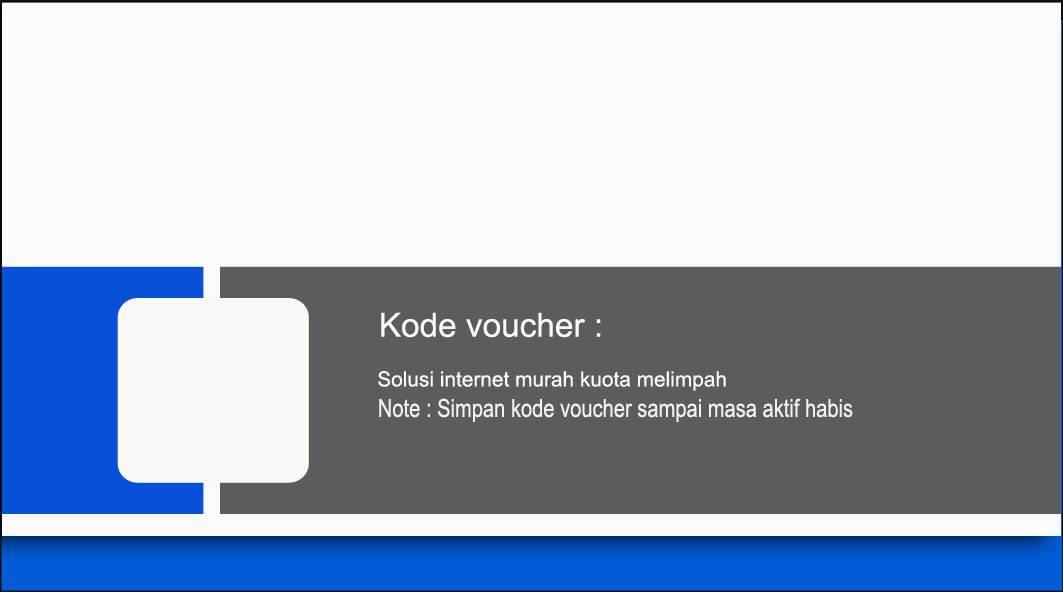 Kode voucher :
Solusi internet murah kuota melimpah
Note : Simpan kode voucher sampai masa aktif habis